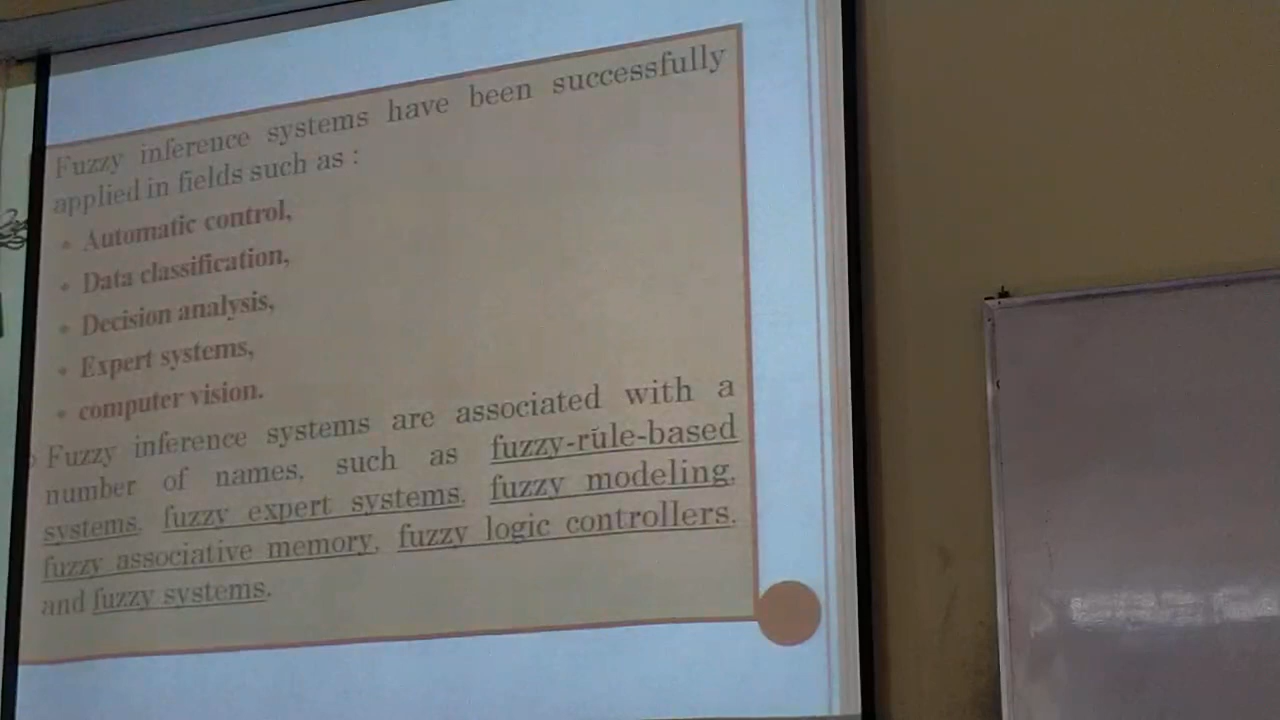 Fuzzy inference systems have been successfully
applied in fields such as :
• Automatic control,
• Data classification,
• Decision analysis,
• Expert systems,
• computer vision.
Fuzzy inference systems are associated with a
number of names, such as fuzzy-rule-based
systems, fuzzy expert systems, fuzzy modeling,
fuzzy associative memory, fuzzy logic controllers,
and fuzzy systems.